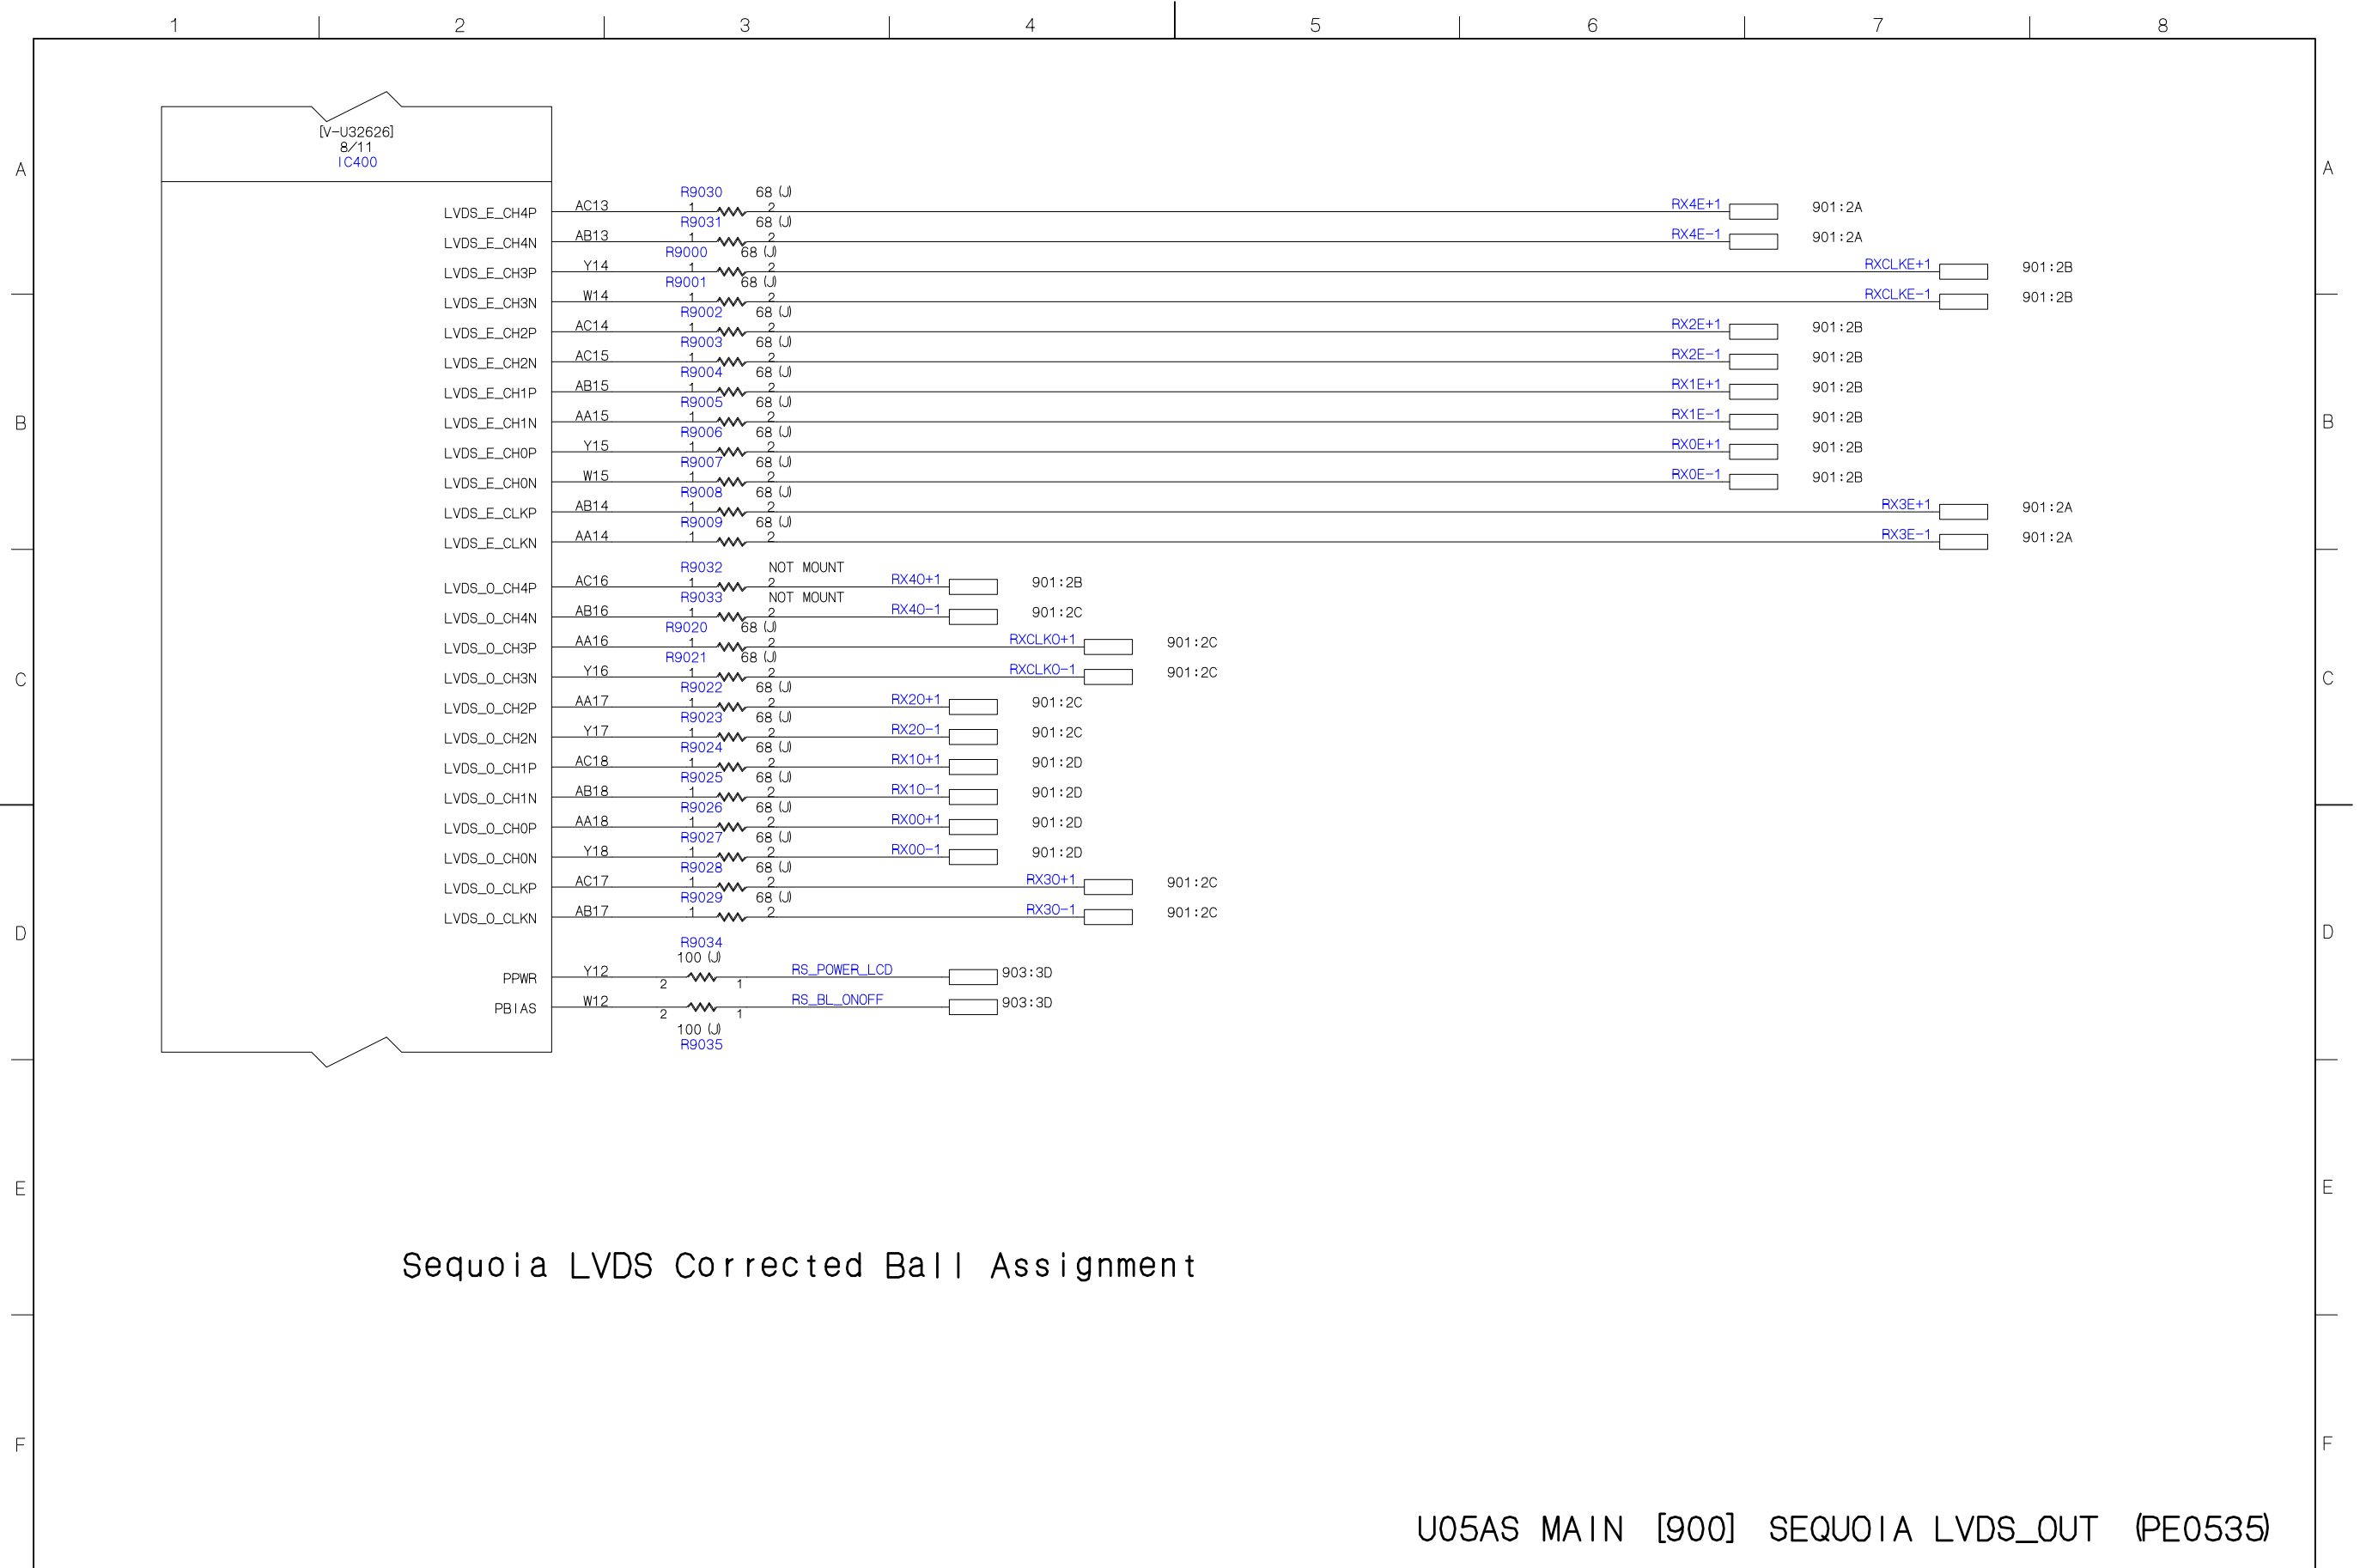 1 2 3 4 5 6 7 8
[V-U32626]
8/11
IC400
A A
R9030 68 (J)
LVDS_E_CH4P AC13 1 2 RX4E+1 901:2A
R9031 68 (J)
LVDS_E_CH4N AB13 1 2 RX4E-1 901:2A
R9000 68 (J)
LVDS_E_CH3P Y14 1 2 RXCLKE+1 901:2B
R9001 68 (J)
LVDS_E_CH3N W14 1 2 RXCLKE-1 901:2B
R9002 68 (J)
LVDS_E_CH2P AC14 1 2 RX2E+1 901:2B
R9003 68 (J)
LVDS_E_CH2N AC15 1 2 RX2E-1 901:2B
R9004 68 (J)
LVDS_E_CH1P AB15 1 2 RX1E+1 901:2B
R9005 68 (J)
B LVDS_E_CH1N AA15 1 2 RX1E-1 901:2B B
R9006 68 (J)
LVDS_E_CH0P Y15 1 2 RX0E+1 901:2B
R9007 68 (J)
LVDS_E_CH0N W15 1 2 RX0E-1 901:2B
R9008 68 (J)
LVDS_E_CLKP AB14 1 2 RX3E+1 901:2A
R9009 68 (J)
LVDS_E_CLKN AA14 1 2 RX3E-1 901:2A
R9032 NOT MOUNT
LVDS_O_CH4P AC16 1 2 RX4O+1 901:2B
R9033 NOT MOUNT
LVDS_O_CH4N AB16 1 2 RX4O-1 901:2C
R9020 68 (J)
LVDS_O_CH3P AA16 1 2 RXCLKO+1 901:2C
R9021 68 (J)
C LVDS_O_CH3N Y16 1 2 RXCLKO-1 901:2C C
R9022 68 (J)
LVDS_O_CH2P AA17 1 2 RX2O+1 901:2C
R9023 68 (J)
LVDS_O_CH2N Y17 1 2 RX2O-1 901:2C
R9024 68 (J)
LVDS_O_CH1P AC18 1 2 RX1O+1 901:2D
R9025 68 (J)
LVDS_O_CH1N AB18 1 2 RX1O-1 901:2D
R9026 68 (J)
LVDS_O_CH0P AA18 1 2 RX0O+1 901:2D
R9027 68 (J)
LVDS_O_CH0N Y18 1 2 RX0O-1 901:2D
R9028 68 (J)
LVDS_O_CLKP AC17 1 2 RX3O+1 901:2C
R9029 68 (J)
LVDS_O_CLKN AB17 1 2 RX3O-1 901:2C
D D
R9034
100 (J)
PPWR Y12 2 1 RS_POWER_LCD 903:3D
PBIAS W12 2 1 RS_BL_ONOFF 903:3D
100 (J)
R9035
E E
Sequoia LVDS Corrected Ball Assignment
F F
U05AS MAIN [900] SEQUOIA LVDS_OUT (PE0535)